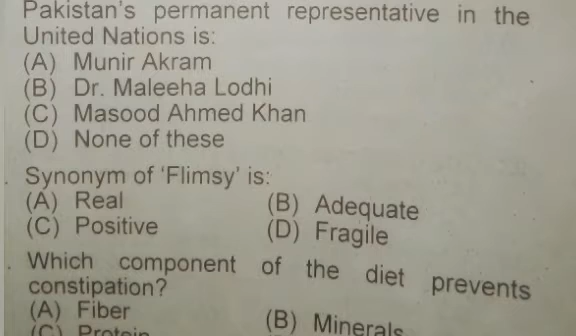 Pakistan's permanent representative in the
United Nations is:
(A) Munir Akram
(B) Dr. Maleeha Lodhi
(C) Masood Ahmed Khan
(D) None of these
Synonym of 'Flimsy' is:
(A) Real (B) Adequate
(C) Positive (D) Fragile
Which component of the diet prevents
constipation?
(A) Fiber (B) Minerals
(C) Protein